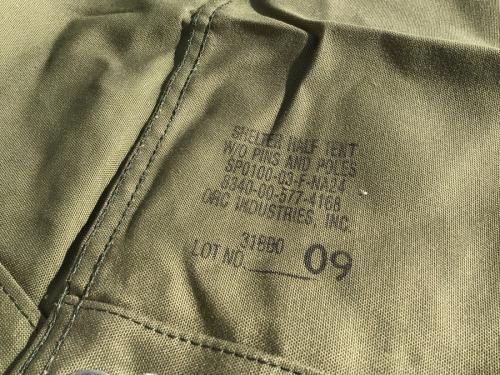 SHELTER HALF TENT
W/O PINS AND POLES
SP0100-03-F-NA24
8340-00-577-4168
ORC INDUSTRIES, INC.
31880
LOT NO. 09